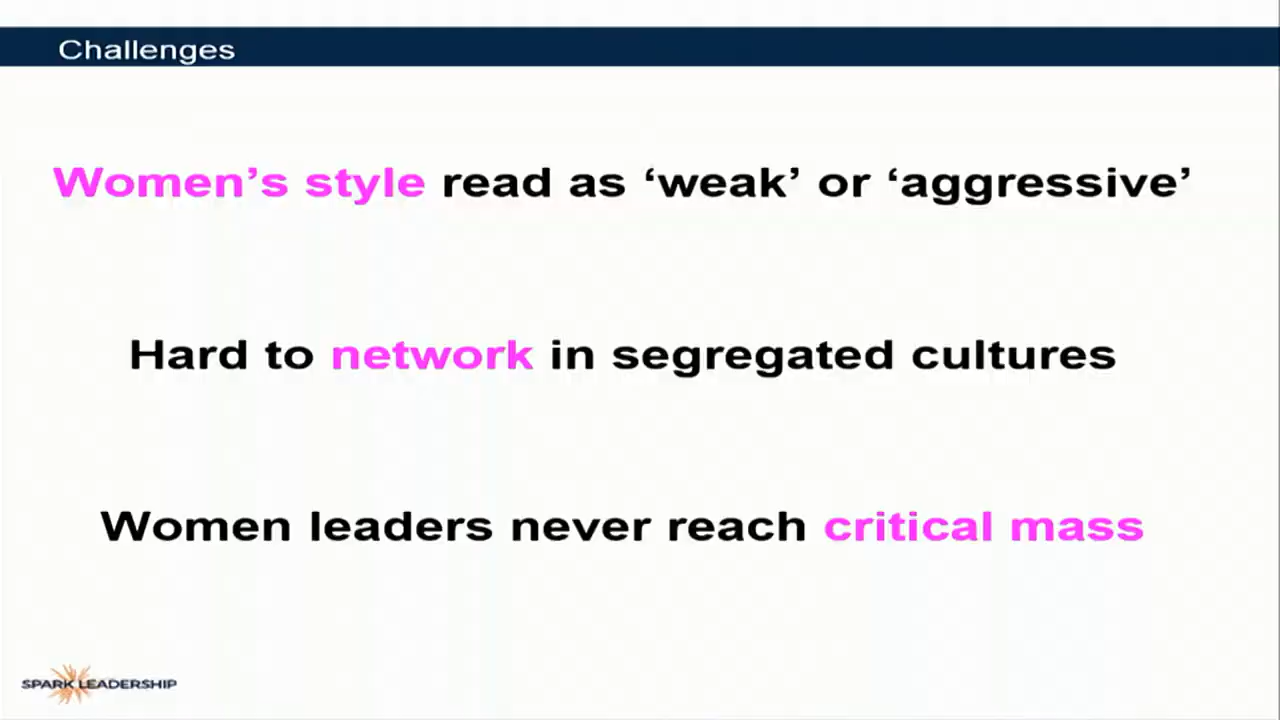 Challenges
Women’s style read as ‘weak’ or ‘aggressive’
Hard to network in segregated cultures
Women leaders never reach critical mass
SPARK LEADERSHIP